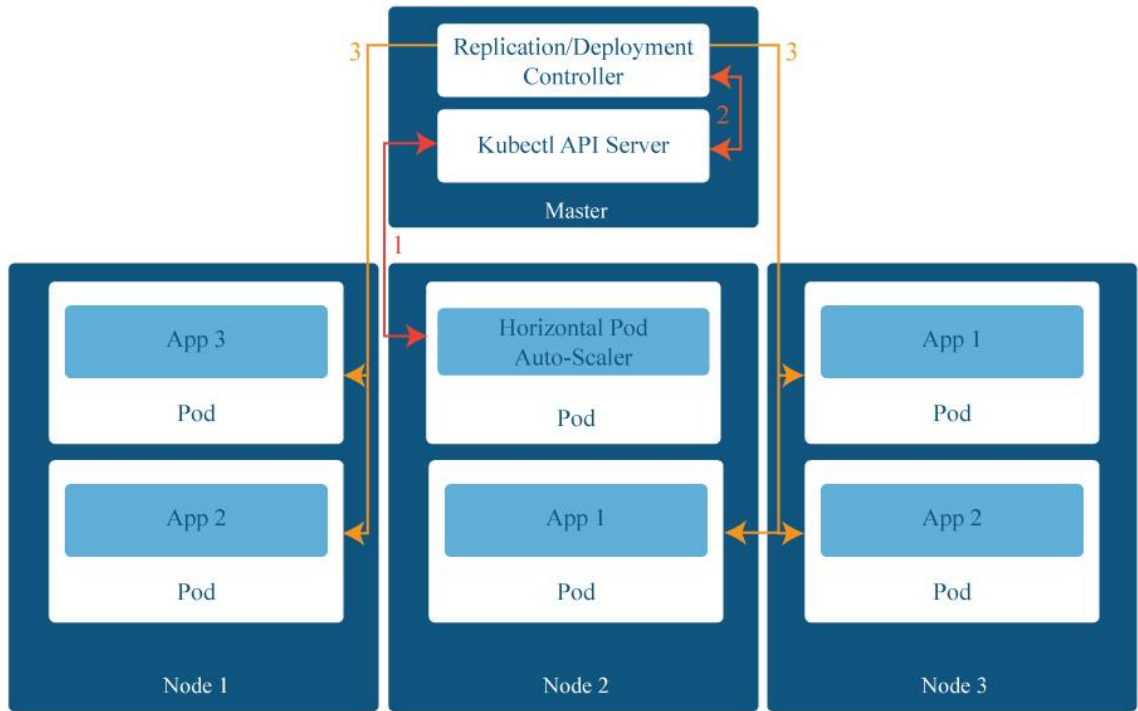 3
Replication/Deployment
Controller
3
2
Kubectl API Server
Master
1
App 3
Pod
Horizontal Pod
Auto-Scaler
Pod
App 1
Pod
App 2
Pod
App 1
Pod
App 2
Pod
Node 1
Node 2
Node 3